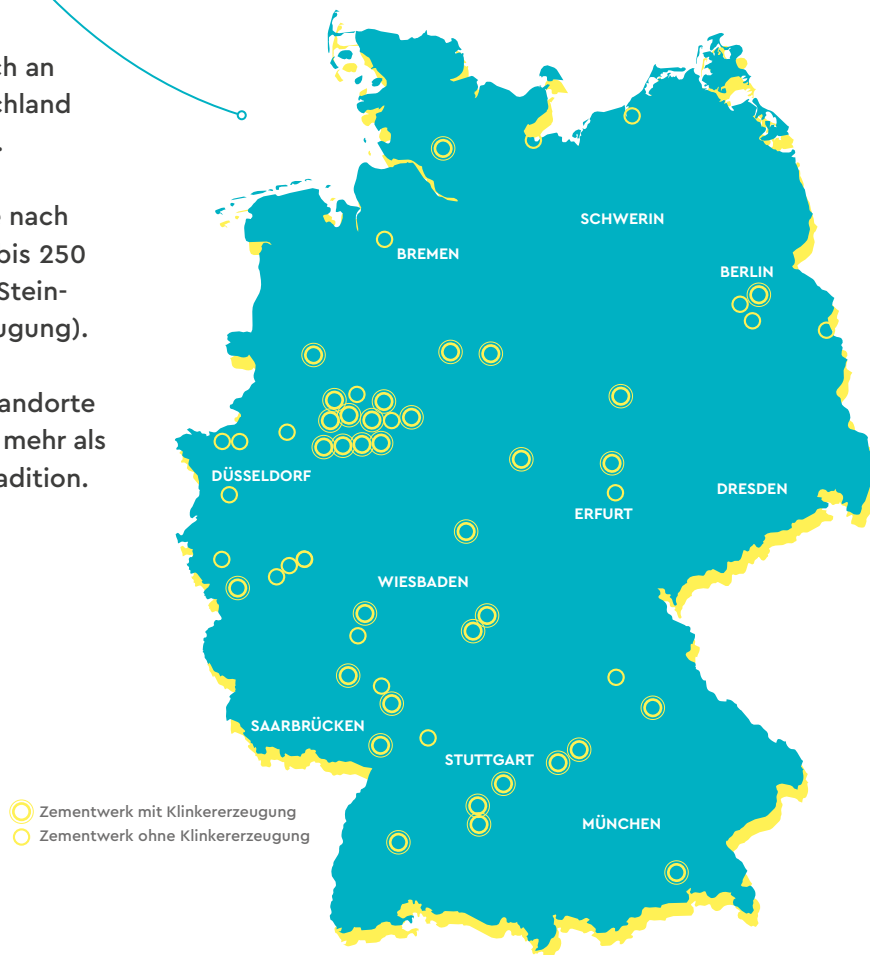 ch an
chland
.
nach
bis 250
Stein-
ugung).
andorte
mehr als
adition.
SCHWERIN
BREMEN
BERLIN
DÜSSELDORF
DRESDEN
ERFURT
WIESBADEN
SAARBRÜCKEN
STUTTGART
MÜNCHEN
Zementwerk mit Klinkererzeugung
Zementwerk ohne Klinkererzeugung